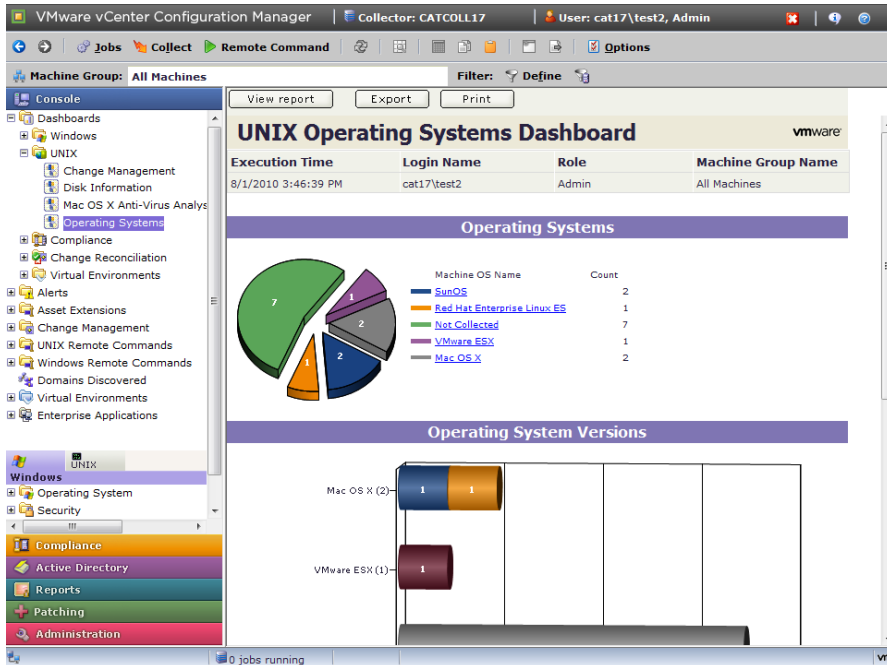 VMware vCenter Configuration Manager
Collector: CATCOLL17
User: cat17\test2, Admin
Jobs
Collect
Remote Command
Options
Machine Group: All Machines
Filter: Define
Console
Dashboards
Windows
UNIX
Change Management
Disk Information
Mac OS X Anti-Virus Analys
Operating Systems
Compliance
Change Reconciliation
Virtual Environments
Alerts
Asset Extensions
Change Management
UNIX Remote Commands
Windows Remote Commands
Domains Discovered
Virtual Environments
Enterprise Applications
UNIX
Windows
Operating System
Security
Compliance
Active Directory
Reports
Patching
Administration
View report Export Print
UNIX Operating Systems Dashboard
vmware
Execution Time Login Name Role Machine Group Name
8/1/2010 3:46:39 PM cat17\test2 Admin All Machines
Operating Systems
7
1
2
2
1
Machine OS Name Count
SunOS 2
Red Hat Enterprise Linux ES 1
Not Collected 7
VMware ESX 1
Mac OS X 2
Operating System Versions
Mac OS X (2) 1 1
VMware ESX (1) 1
0 jobs running